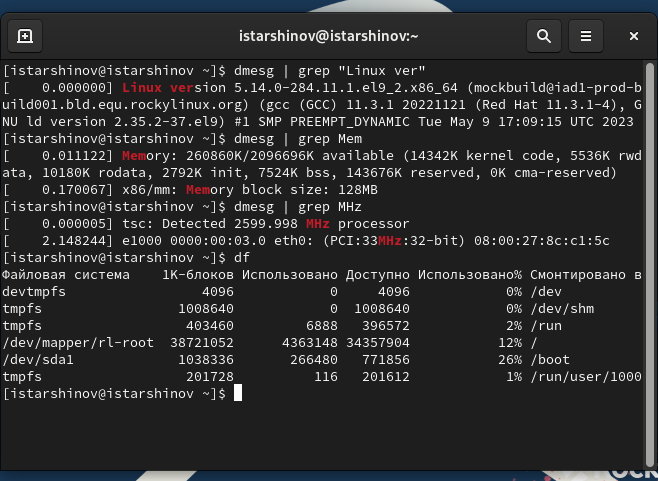 istarshinov@istarshinov:~
[istarshinov@istarshinov ~]$ dmesg | grep "Linux ver"
[    0.000000] Linux version 5.14.0-284.11.1.el9_2.x86_64 (mockbuild@iad1-prod-b
uild001.bld.equ.rockylinux.org) (gcc (GCC) 11.3.1 20221121 (Red Hat 11.3.1-4), G
NU ld version 2.35.2-37.el9) #1 SMP PREEMPT_DYNAMIC Tue May 9 17:09:15 UTC 2023
[istarshinov@istarshinov ~]$ dmesg | grep Mem
[    0.011122] Memory: 260860K/2096696K available (14342K kernel code, 5536K rwd
ata, 10180K rodata, 2792K init, 7524K bss, 143676K reserved, 0K cma-reserved)
[    0.170067] x86/mm: Memory block size: 128MB
[istarshinov@istarshinov ~]$ dmesg | grep MHz
[    0.000005] tsc: Detected 2599.998 MHz processor
[    2.148244] e1000 0000:00:03.0 eth0: (PCI:33MHz:32-bit) 08:00:27:8c:c1:5c
[istarshinov@istarshinov ~]$ df
Файловая система    1K-блоков Использовано Доступно Использовано% Смонтировано в
devtmpfs                 4096            0     4096            0% /dev
tmpfs                 1008640            0  1008640            0% /dev/shm
tmpfs                  403460         6888   396572            2% /run
/dev/mapper/rl-root  38721052      4363148 34357904           12% /
/dev/sda1             1038336       266480   771856           26% /boot
tmpfs                  201728          116   201612            1% /run/user/1000
[istarshinov@istarshinov ~]$